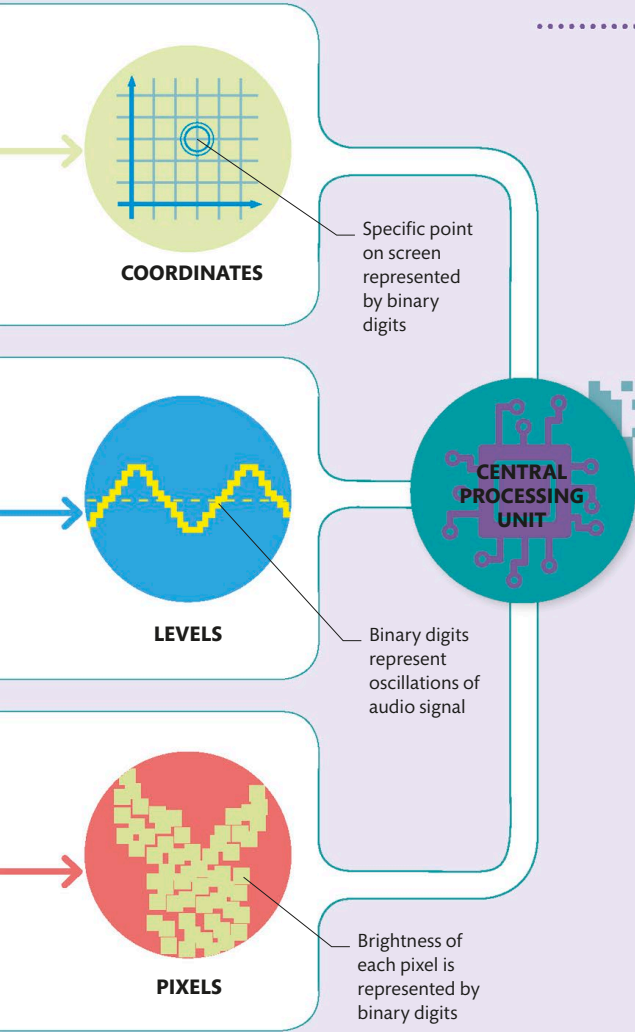 COORDINATES
Specific point
on screen
represented
by binary
digits
CENTRAL
PROCESSING
UNIT
LEVELS
Binary digits
represent
oscillations of
audio signal
PIXELS
Brightness of
each pixel is
represented by
binary digits